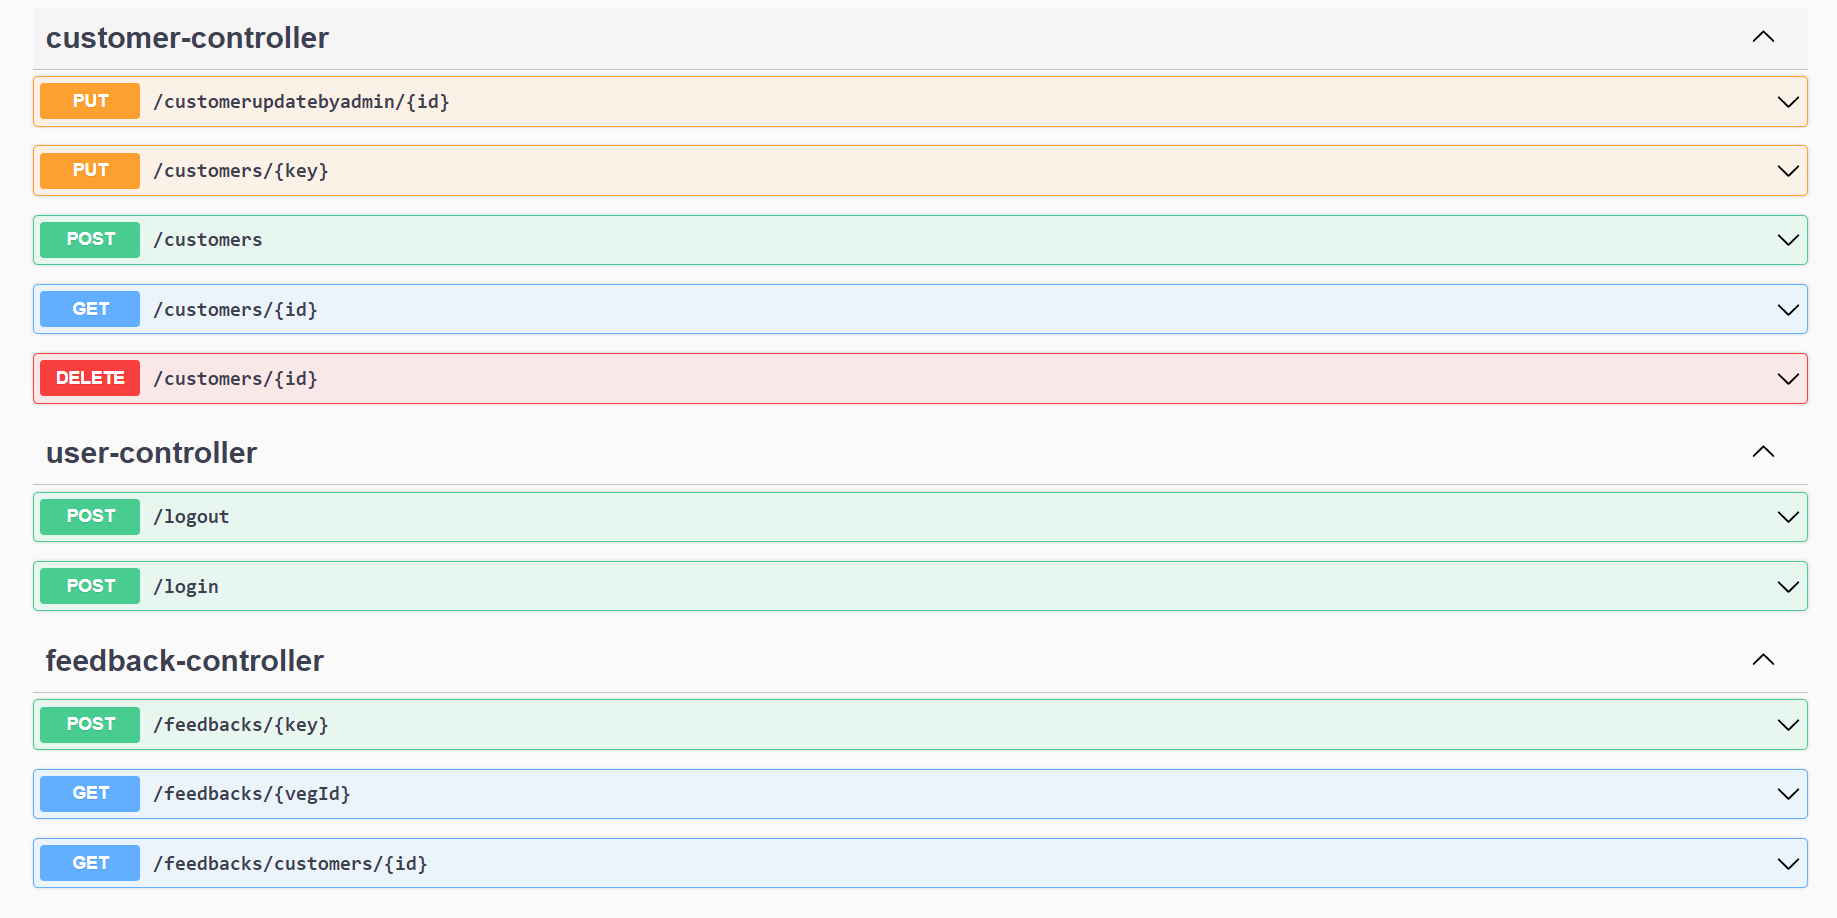 customer-controller
PUT /customerupdatebyadmin/{id}
PUT /customers/{key}
POST /customers
GET /customers/{id}
DELETE /customers/{id}
user-controller
POST /logout
POST /login
feedback-controller
POST /feedbacks/{key}
GET /feedbacks/{vegId}
GET /feedbacks/customers/{id}